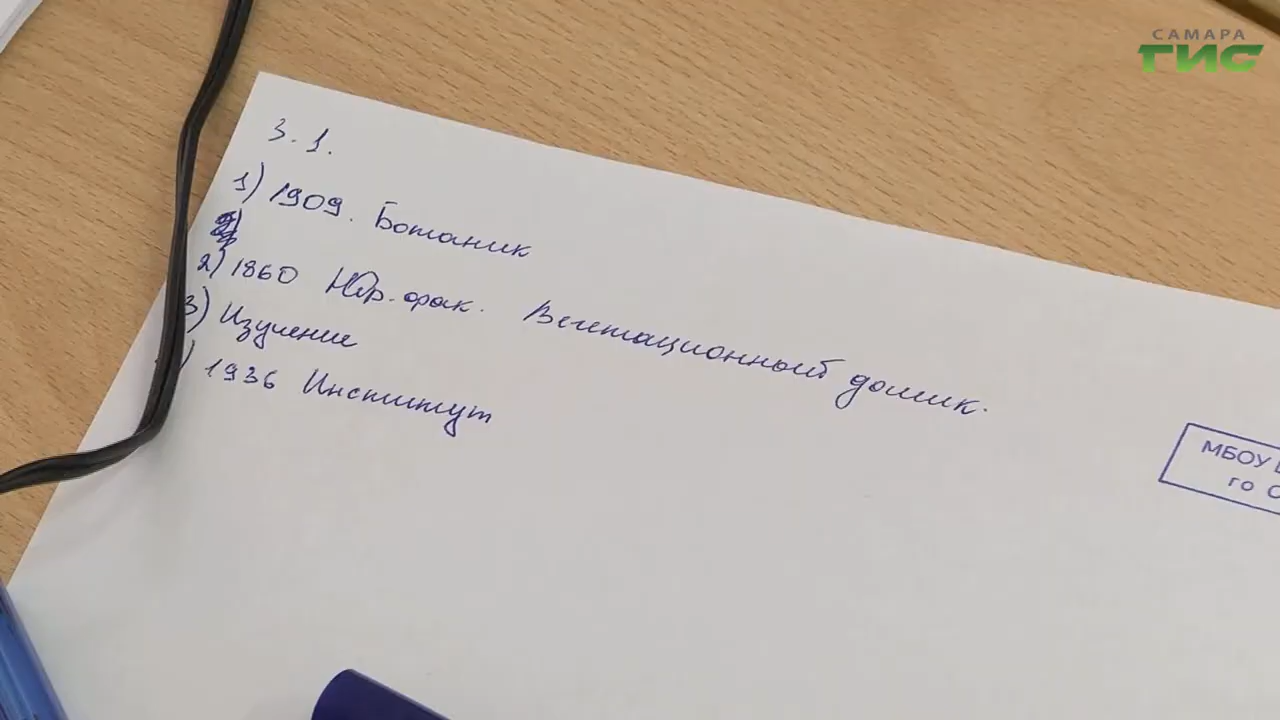 САМАРА
ГИС
3.1.
1) 1909. Ботаник
2) 1860 Юр. фак. Вегетационный домик.
3) Изучение
) 1936 Институт
МБОУ
го